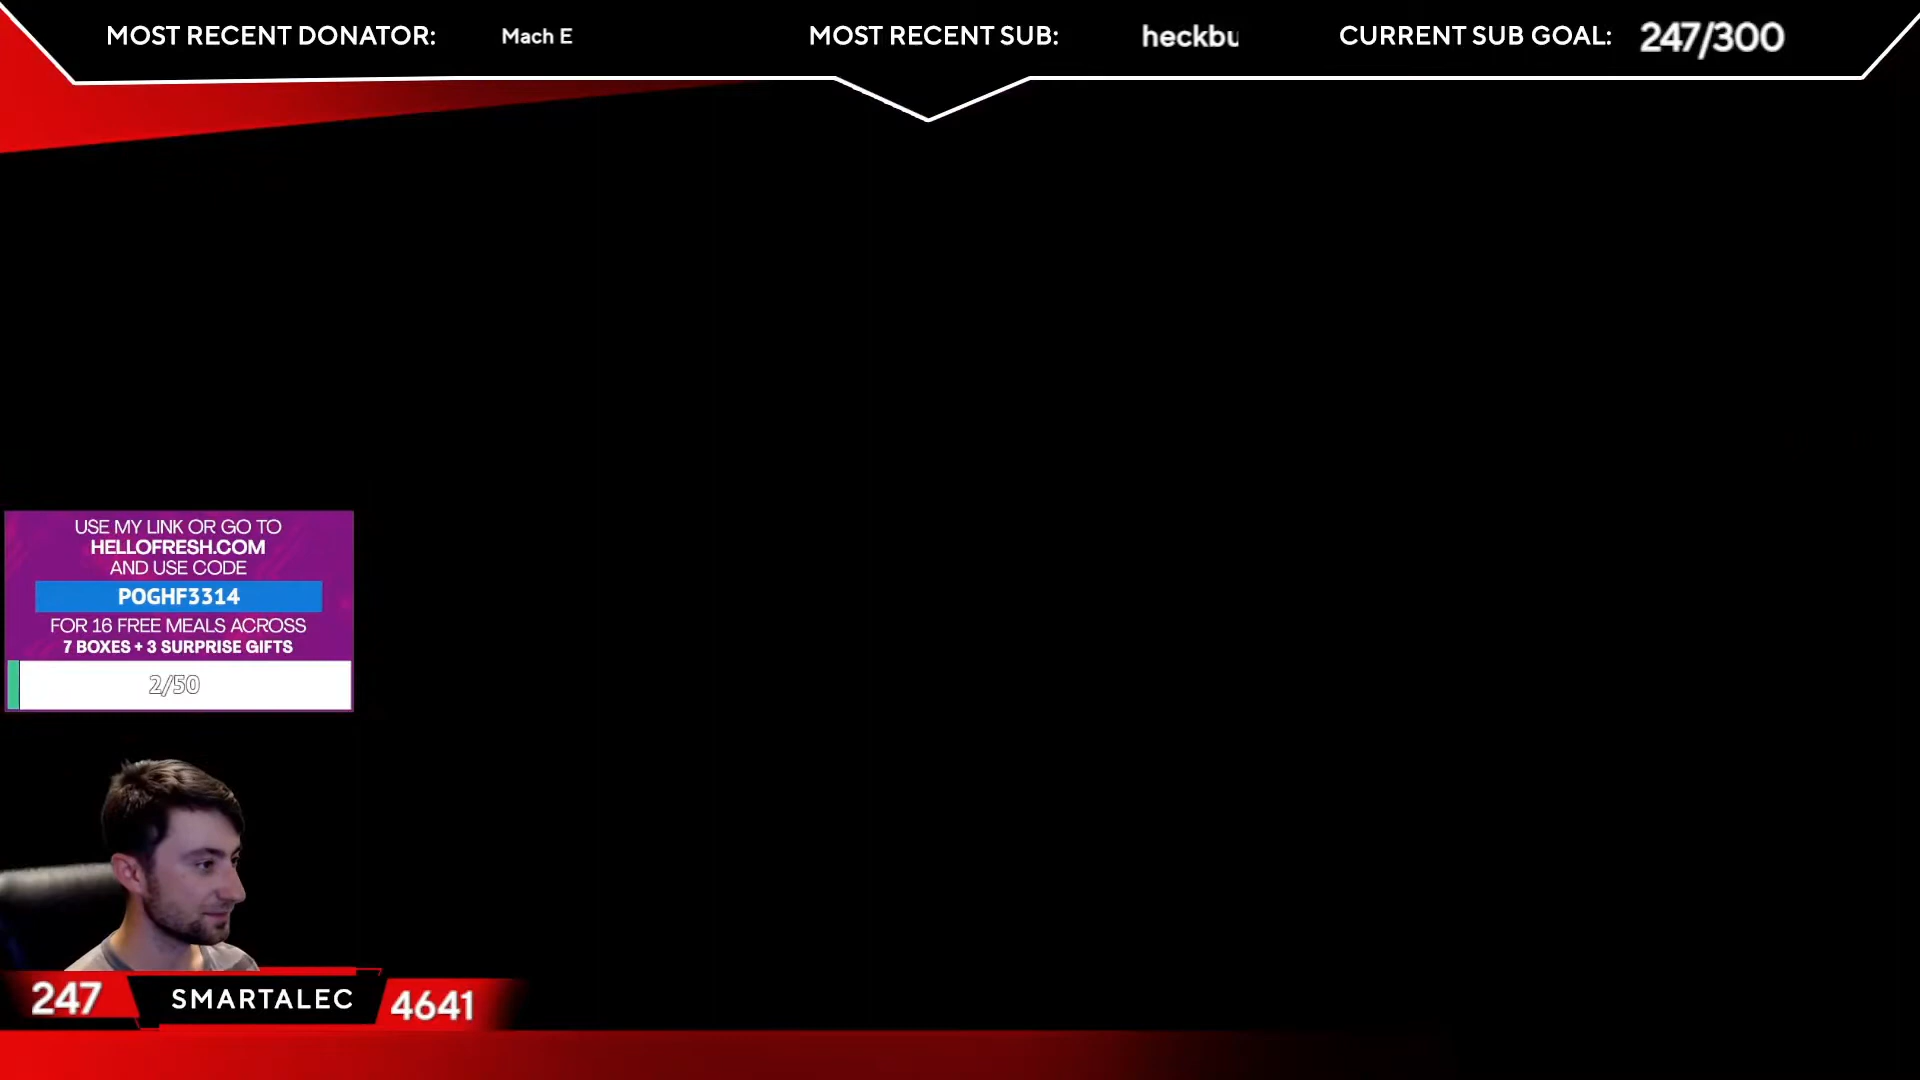 MOST RECENT DONATOR: Mach E MOST RECENT SUB: CURRENT SUB GOAL: 247/300
USE MY LINK OR GO TO
HELLOFRESH.COM
AND USE CODE
POGHF3314
FOR 16 FREE MEALS ACROSS
7 BOXES + 3 SURPRISE GIFTS
2/50
247 SMARTALEC 4641